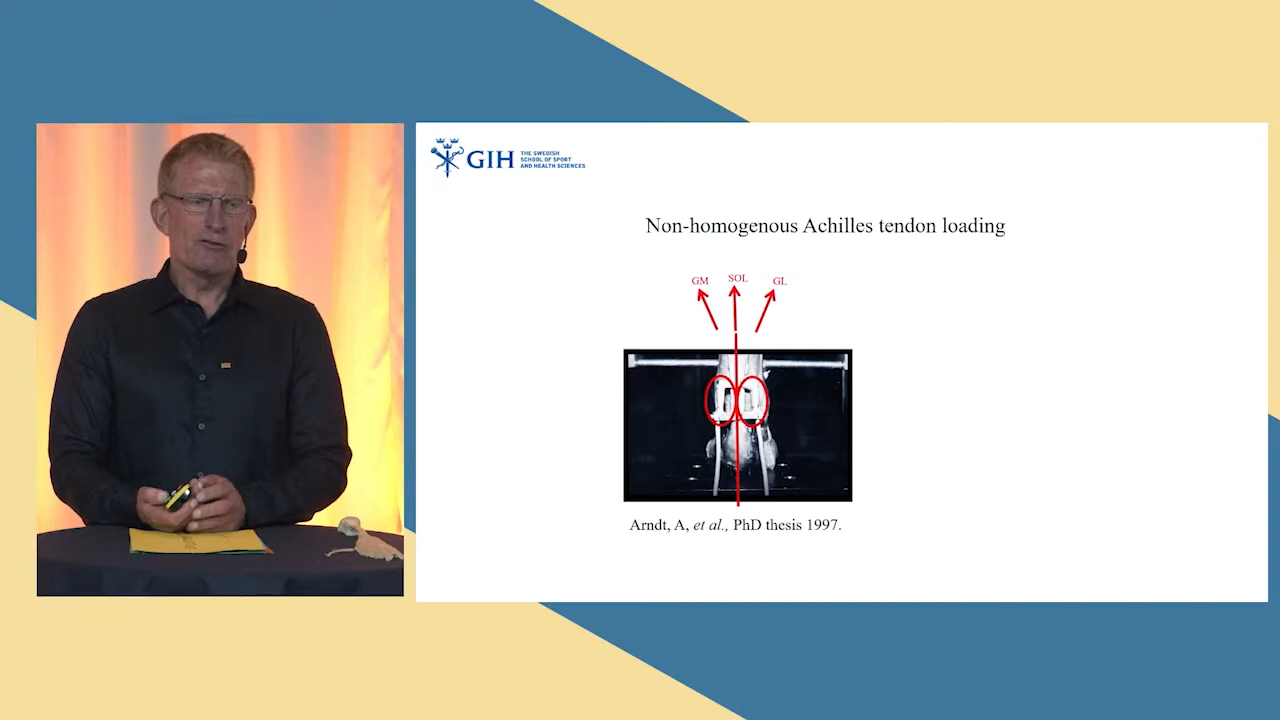 GIH
THE SWEDISH
SCHOOL OF SPORT
AND HEALTH SCIENCES
Non-homogenous Achilles tendon loading
GM SOL GL
Arndt, A, et al., PhD thesis 1997.